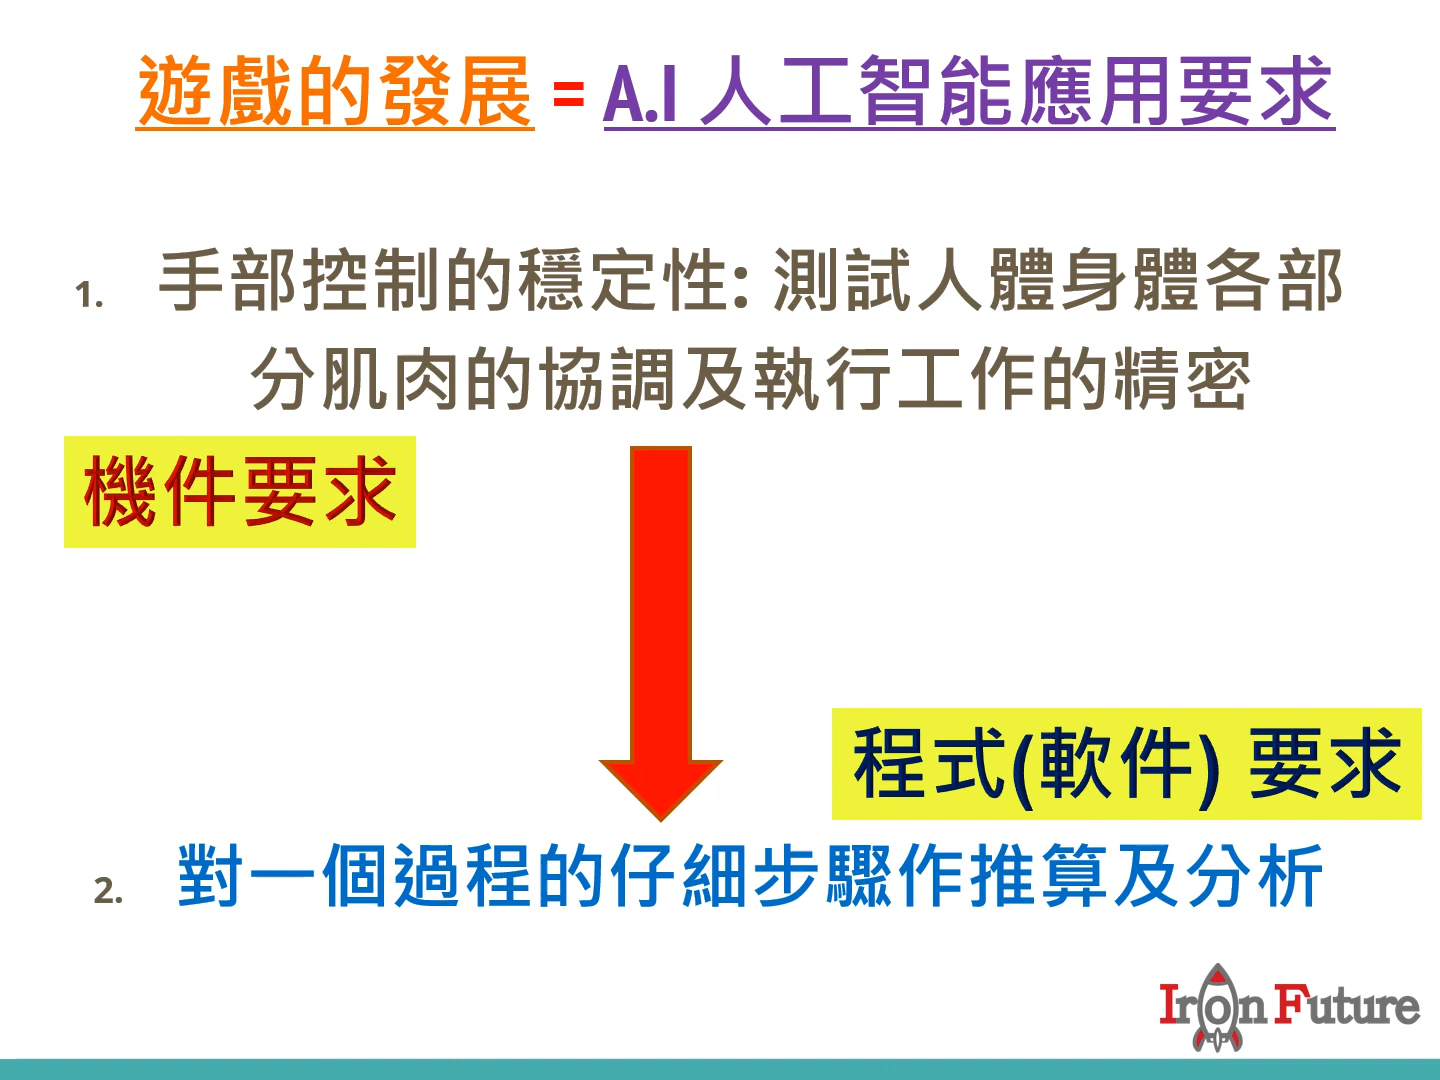 遊戲的發展 = A.I 人工智能應用要求
1. 手部控制的穩定性: 測試人體身體各部
分肌肉的協調及執行工作的精密
機件要求
程式(軟件) 要求
2. 對一個過程的仔細步驟作推算及分析
Iron Future